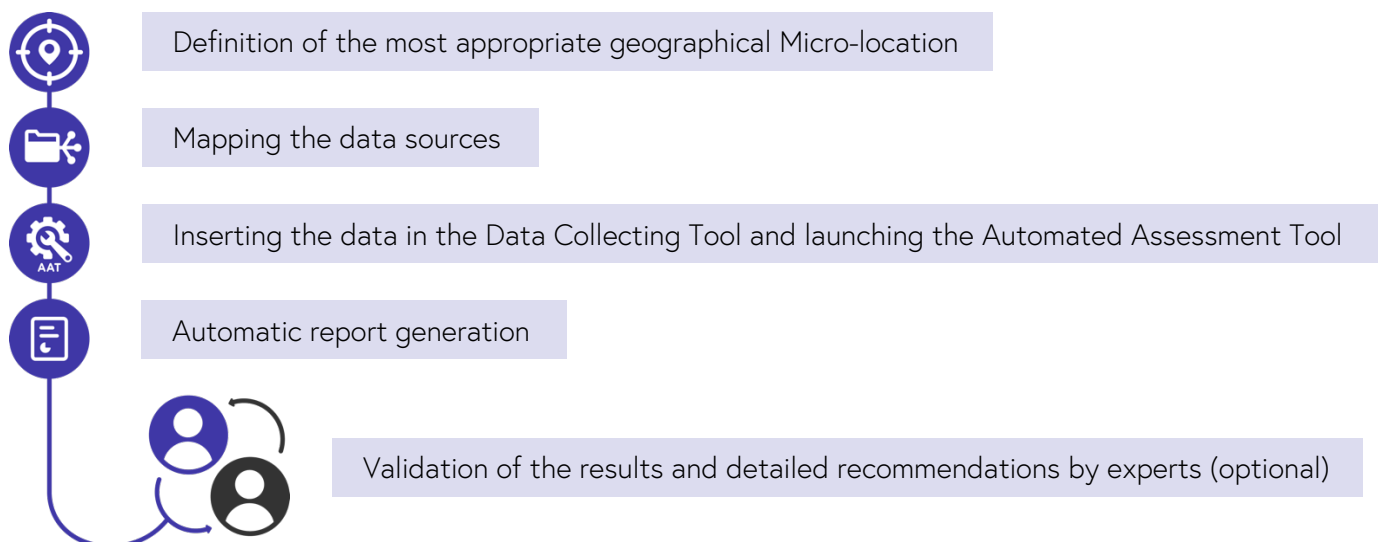 Definition of the most appropriate geographical Micro-location
Mapping the data sources
Inserting the data in the Data Collecting Tool and launching the Automated Assessment Tool
AAT
Automatic report generation
Validation of the results and detailed recommendations by experts (optional)